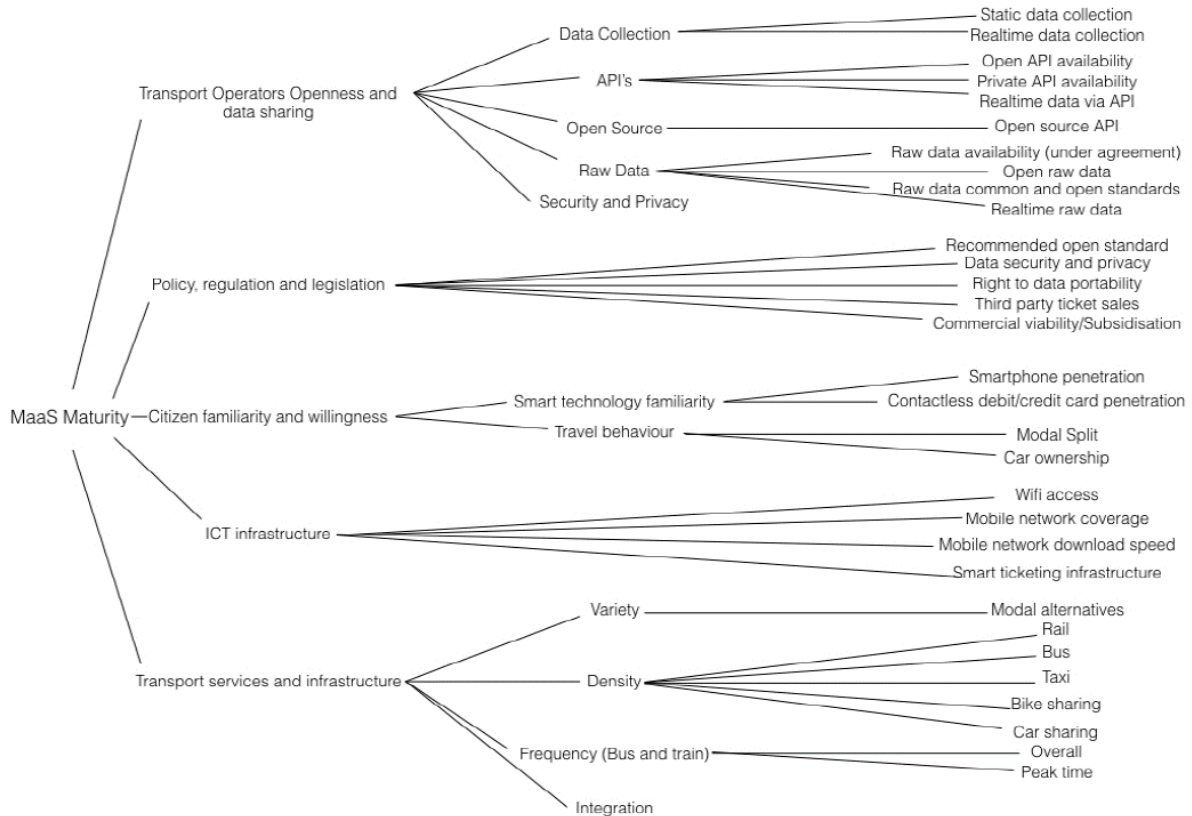 Static data collection
Data Collection
Realtime data collection
Open API availability
API's
Private API availability
Transport Operators Openness and
data sharing
Realtime data via API
Open Source
Open source API
Raw data availability (under agreement)
Raw Data
Open raw data
Raw data common and open standards
Security and Privacy
Realtime raw data
Recommended open standard
Data security and privacy
Policy, regulation and legislation
Right to data portability
Third party ticket sales
Commercial viability/Subsidisation
Smartphone penetration
Smart technology familiarity
Contactless debit/credit card penetration
MaaS Maturity
Citizen familiarity and willingness
Travel behaviour
Modal Split
Car ownership
Wifi access
Mobile network coverage
ICT infrastructure
Mobile network download speed
Smart ticketing infrastructure
Variety
Modal alternatives
Rail
Bus
Transport services and infrastructure
Density
Taxi
Bike sharing
Car sharing
Frequency (Bus and train)
Overall
Peak time
Integration